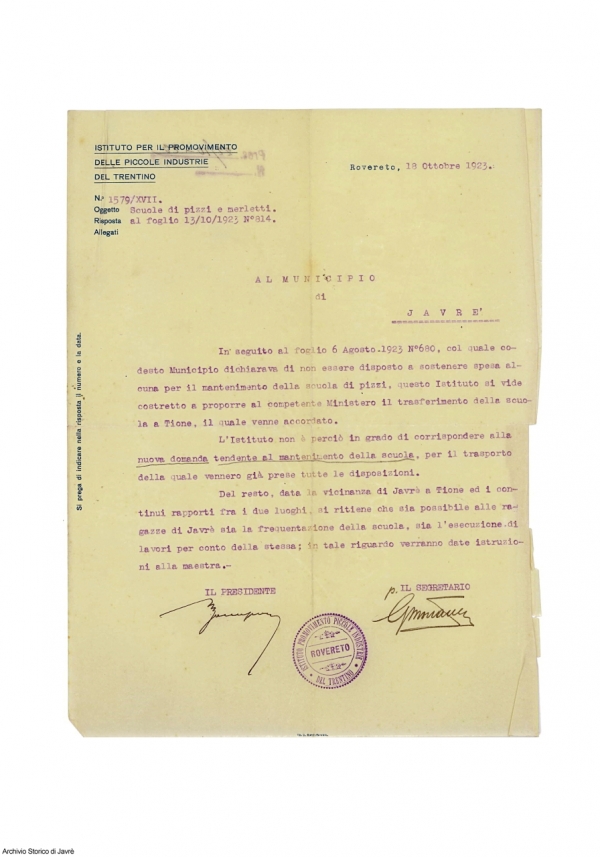 ISTITUTO PER IL PROMOVIMENTO
DELLE PICCOLE INDUSTRIE
DEL TRENTINO
Rovereto, 18 Ottobre 1923.
N.º 1579/XVII.
Oggetto Scuole di pizzi e merletti.
Risposta al foglio 13/10/1923 N°814.
Allegati
AL MUNICIPIO
di
JAVRE'
In seguito al foglio 6 Agosto 1923 N°680, col quale co-
desto Municipio dichiarava di non essere disposto a sostenere spesa al-
cuna per il mantenimento della scuola di pizzi, questo Istituto si vide
costretto a proporre al competente Ministero il trasferimento della scuo-
la a Tione, il quale venne accordato.
L'Istituto non è perciò in grado di corrispondere alla
nuova domanda tendente al mantenimento della scuola, per il trasporto
della quale vennero già prese tutte le disposizioni.
Del resto, data la vicinanza di Javrè a Tione ed i con-
tinui rapporti fra i due luoghi, si ritiene che sia possibile alle ra-
gazze di Javrè sia la frequentazione della scuola, sia l'esecuzione di
lavori per conto della stessa; in tale riguardo verranno date istruzio-
ni alla maestra.-
IL PRESIDENTE
p. IL SEGRETARIO
ISTITUTO PROMOVIMENTO PICCOLE INDUSTRIE
ROVERETO
DEL TRENTINO
Si prega di indicare nella risposta il numero e la data.
Archivio Storico di Javrè